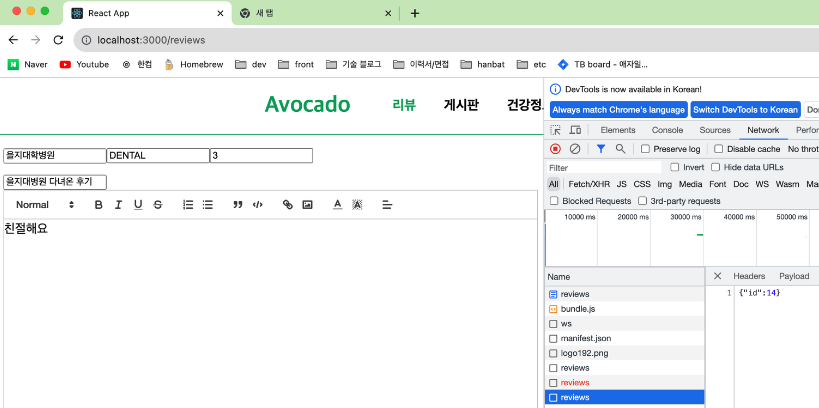 React App
새 탭
localhost:3000/reviews
Naver YouTube 한컴 Homebrew dev front 기술 블로그 이력서/면접 hanbat etc TB board - 애자일...
DevTools is now available in Korean!
Always match Chrome's language Switch DevTools to Korean
Elements Console Sources Network
Preserve log Disable cache
Filter Invert Hide data URLs
All Fetch/XHR JS CSS Img Media Font Doc WS Wasm
Blocked Requests 3rd-party requests
10000 ms 20000 ms 30000 ms 40000 ms 50000 ms
Name Headers Payload
reviews 1 {"id":14}
bundle.js
ws
manifest.json
logo192.png
reviews
reviews
reviews
Avocado 리뷰 게시판 건강정
을지대학병원 DENTAL 3
을지대병원 다녀온 후기
Normal B I U S
친절해요